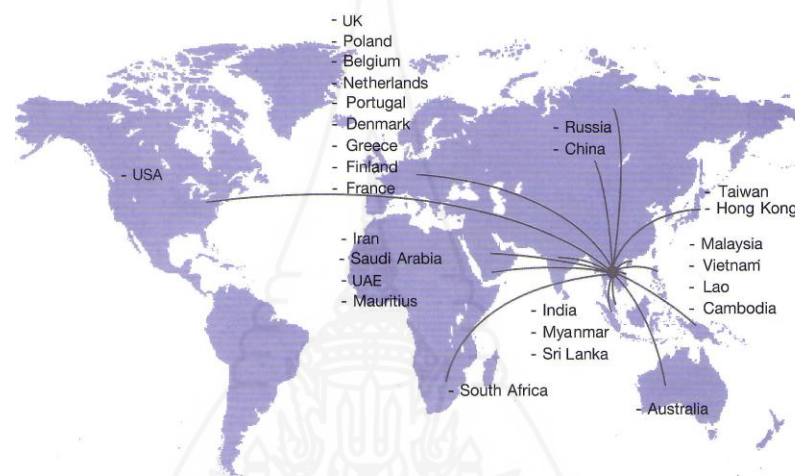 - UK
- Poland
- Belgium
- Netherlands
- Portugal
- Denmark
- Greece
- Finland
- France
- USA
- Russia
- China
- Taiwan
- Hong Kong
- Iran
- Saudi Arabia
- UAE
- Mauritius
- Malaysia
- Vietnam
- Lao
- Cambodia
- India
- Myanmar
- Sri Lanka
- South Africa
- Australia